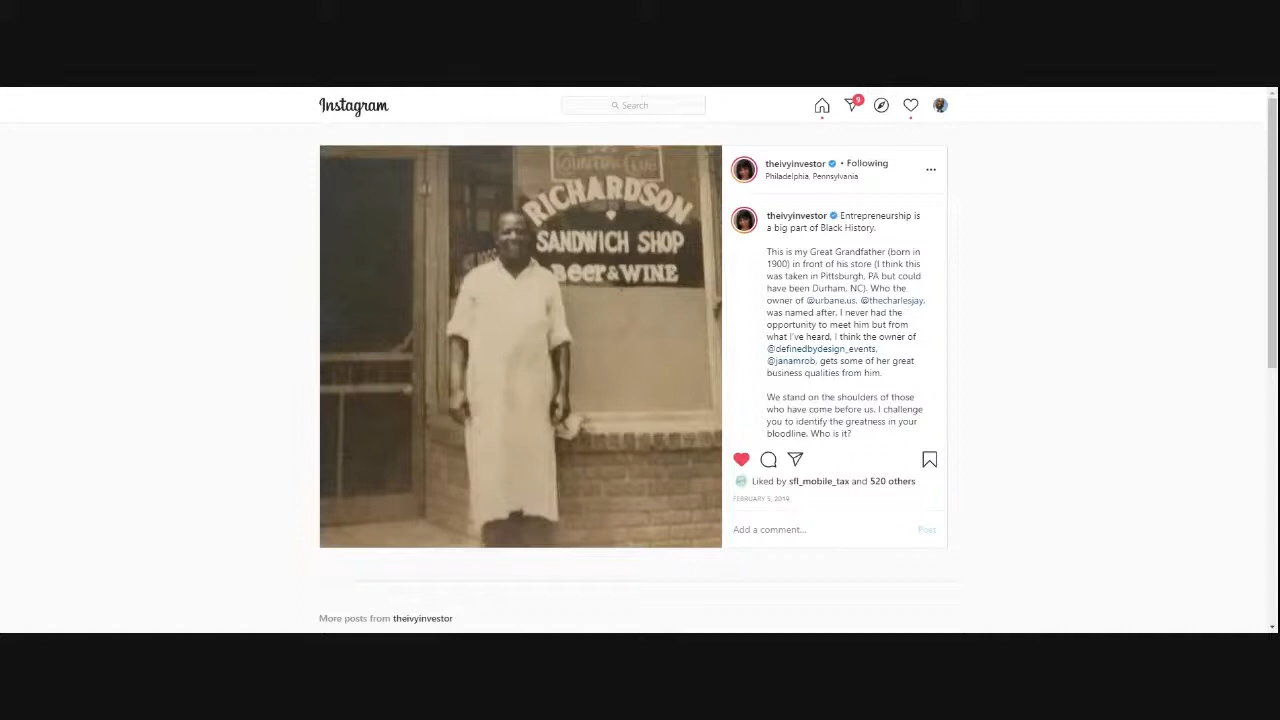 Instagram
Search
9
COUNTRY CLUB
RICHARDSON
SANDWICH SHOP
BEER & WINE
HOT DOGS
theivyinvestor • Following
Philadelphia, Pennsylvania
theivyinvestor Entrepreneurship is
a big part of Black History.
This is my Great Grandfather (born in
1900) in front of his store (I think this
was taken in Pittsburgh, PA but could
have been Durham, NC). Who the
owner of @urbane.us, @thecharlesjay,
was named after. I never had the
opportunity to meet him but from
what I've heard, I think the owner of
@definedbydesign_events,
@janamrob, gets some of her great
business qualities from him.
We stand on the shoulders of those
who have come before us. I challenge
you to identify the greatness in your
bloodline. Who is it?
Liked by sfl_mobile_tax and 520 others
FEBRUARY 5, 2019
Add a comment...
Post
More posts from theivyinvestor